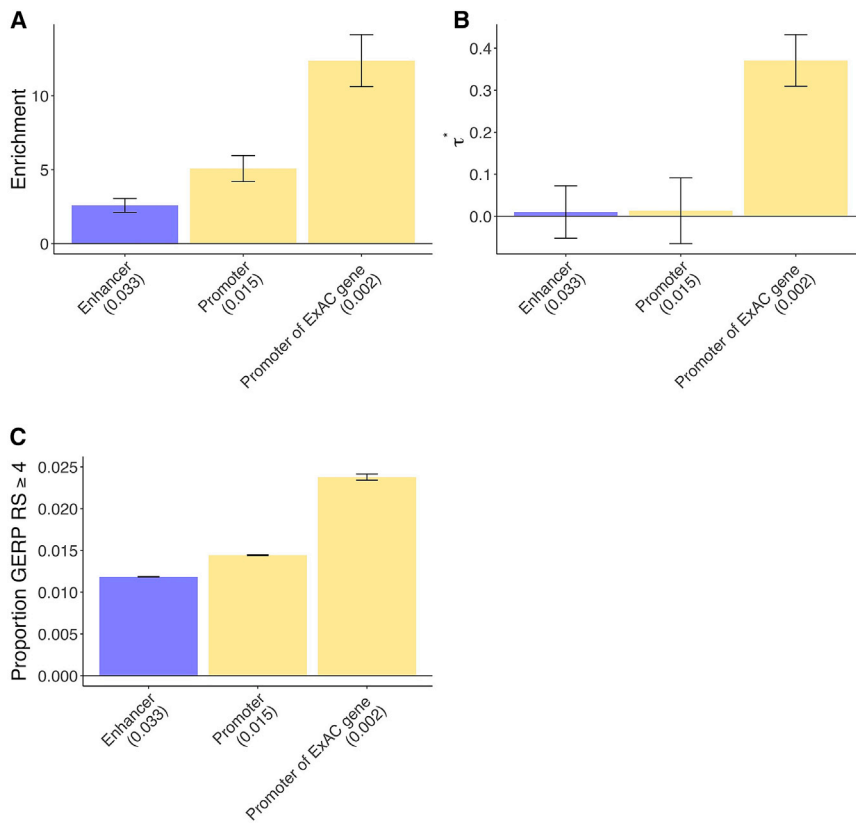 A
Enrichment
10
5
0
Enhancer
(0.033)
Promoter
(0.015)
Promoter of ExAC gene
(0.002)
B
τ*
0.4
0.3
0.2
0.1
0.0
Enhancer
(0.033)
Promoter
(0.015)
Promoter of ExAC gene
(0.002)
C
Proportion GERP RS ≥ 4
0.025
0.020
0.015
0.010
0.005
0.000
Enhancer
(0.033)
Promoter
(0.015)
Promoter of ExAC gene
(0.002)